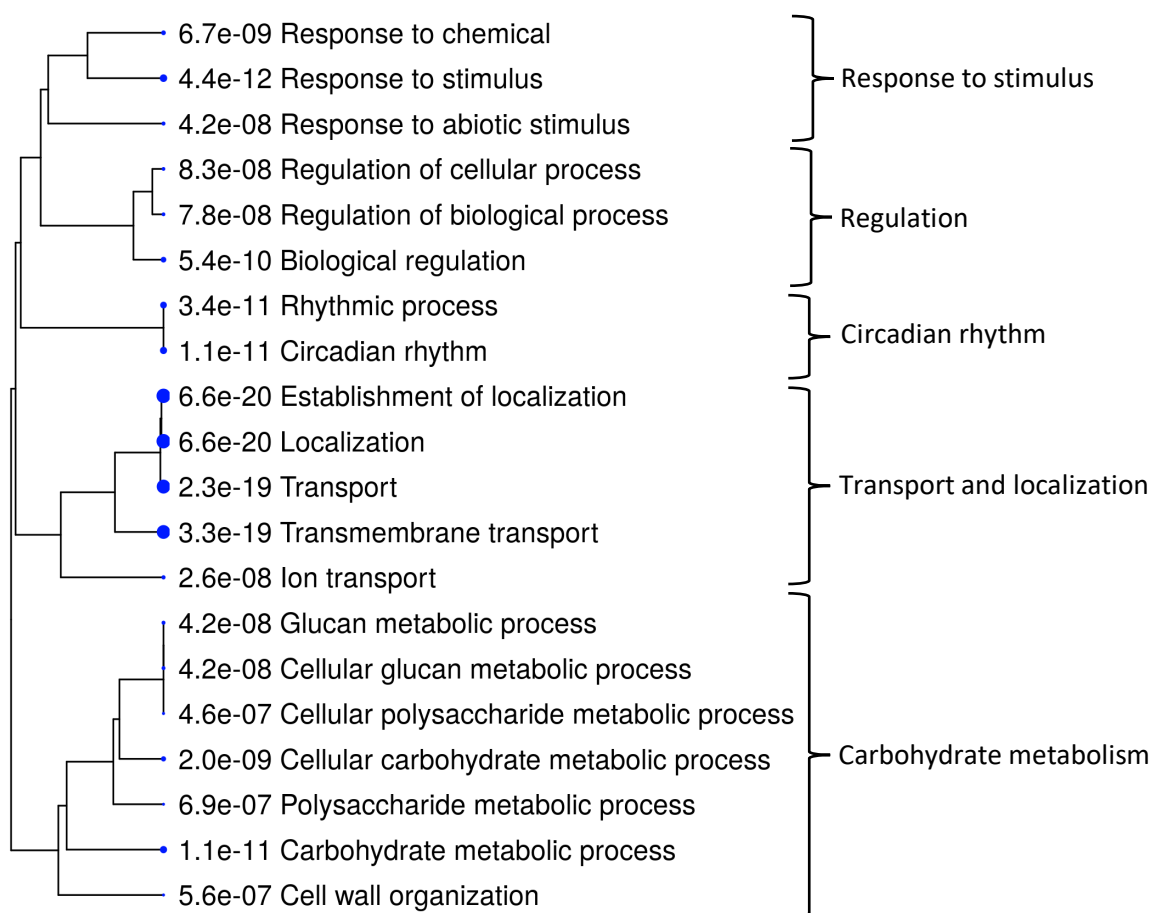 6.7e-09 Response to chemical
4.4e-12 Response to stimulus
4.2e-08 Response to abiotic stimulus
Response to stimulus
8.3e-08 Regulation of cellular process
7.8e-08 Regulation of biological process
5.4e-10 Biological regulation
Regulation
3.4e-11 Rhythmic process
1.1e-11 Circadian rhythm
Circadian rhythm
6.6e-20 Establishment of localization
6.6e-20 Localization
2.3e-19 Transport
3.3e-19 Transmembrane transport
2.6e-08 Ion transport
Transport and localization
4.2e-08 Glucan metabolic process
4.2e-08 Cellular glucan metabolic process
4.6e-07 Cellular polysaccharide metabolic process
2.0e-09 Cellular carbohydrate metabolic process
6.9e-07 Polysaccharide metabolic process
1.1e-11 Carbohydrate metabolic process
5.6e-07 Cell wall organization
Carbohydrate metabolism